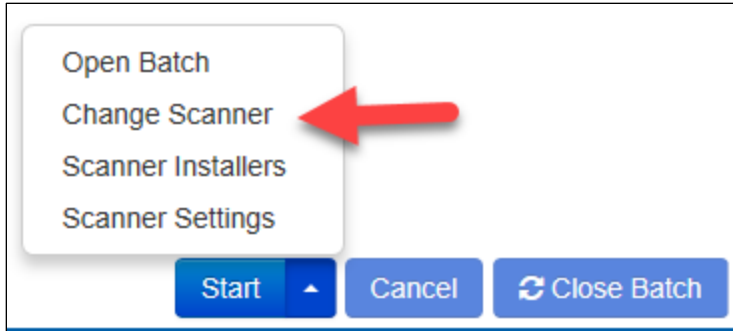 Open Batch
Change Scanner
Scanner Installers
Scanner Settings
Start Cancel Close Batch